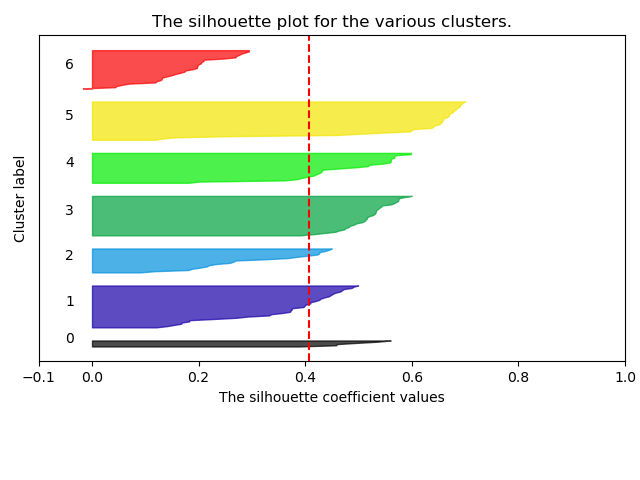 The silhouette plot for the various clusters.
6
5
4
3
2
1
0
Cluster label
−0.1 0.0 0.2 0.4 0.6 0.8 1.0
The silhouette coefficient values